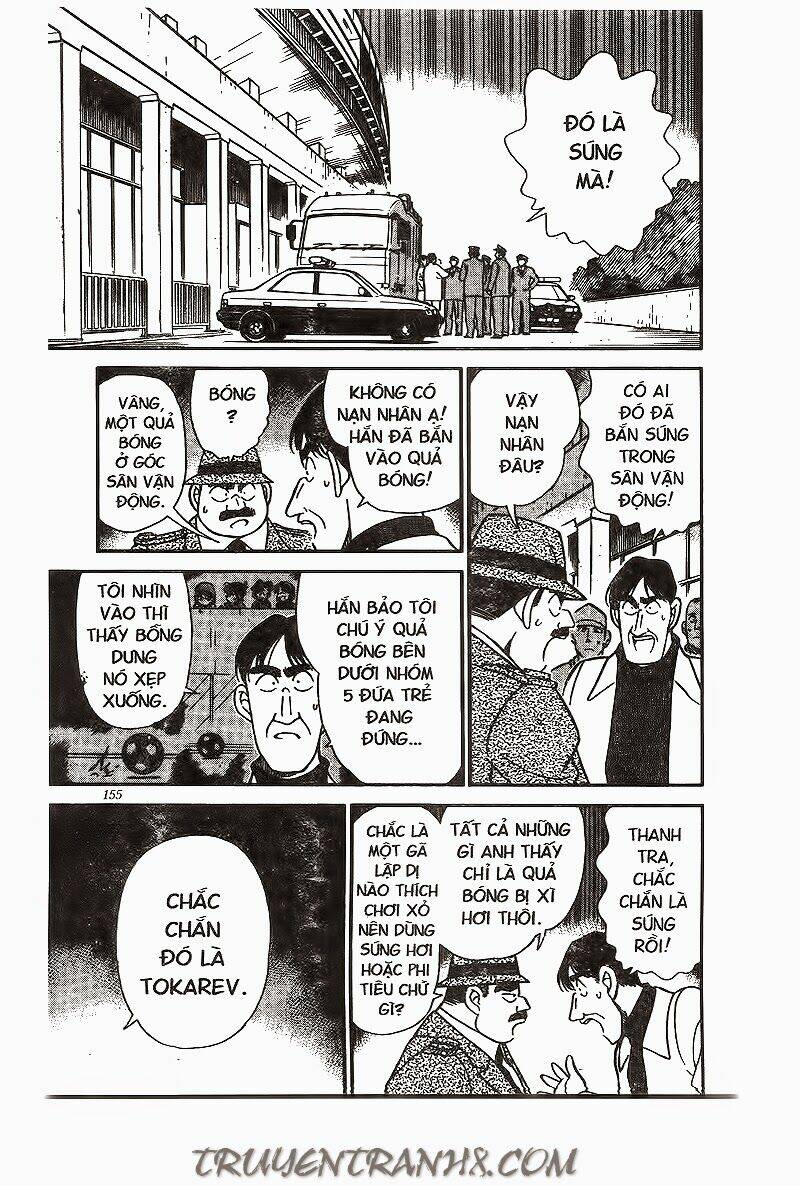 ĐÓ LÀ
SÚNG
MÀ!
CÓ AI
ĐÓ ĐÃ
BẮN SÚNG
TRONG
SÂN VẬN
ĐỘNG!
VẬY
NẠN
NHÂN
ĐÂU?
KHÔNG CÓ
NẠN NHÂN Ạ!
HẮN ĐÃ BẮN
VÀO QUẢ
BÓNG!
BÓNG
?
VÂNG,
MỘT QUẢ
BÓNG
Ở GÓC
SÂN VẬN
ĐỘNG.
HẮN BẢO TÔI
CHÚ Ý QUẢ
BÓNG BÊN
DƯỚI NHÓM
5 ĐỨA TRẺ
ĐANG
ĐỨNG...
TÔI NHÌN
VÀO THÌ
THẤY BỖNG
DƯNG
NÓ XẸP
XUỐNG.
155
THANH
TRA,
CHẮC
CHẮN LÀ
SÚNG
RỒI!
TẤT CẢ NHỮNG
GÌ ANH THẤY
CHỈ LÀ QUẢ
BÓNG BỊ XÌ
HƠI THÔI.
CHẮC LÀ
MỘT GÃ
LẬP DỊ
NÀO THÍCH
CHƠI XỎ
NÊN DÙNG
SÚNG HƠI
HOẶC PHI
TIÊU CHỨ
GÌ?
CHẮC
CHẮN
ĐÓ LÀ
TOKAREV.
TRUYENTRANH8.COM